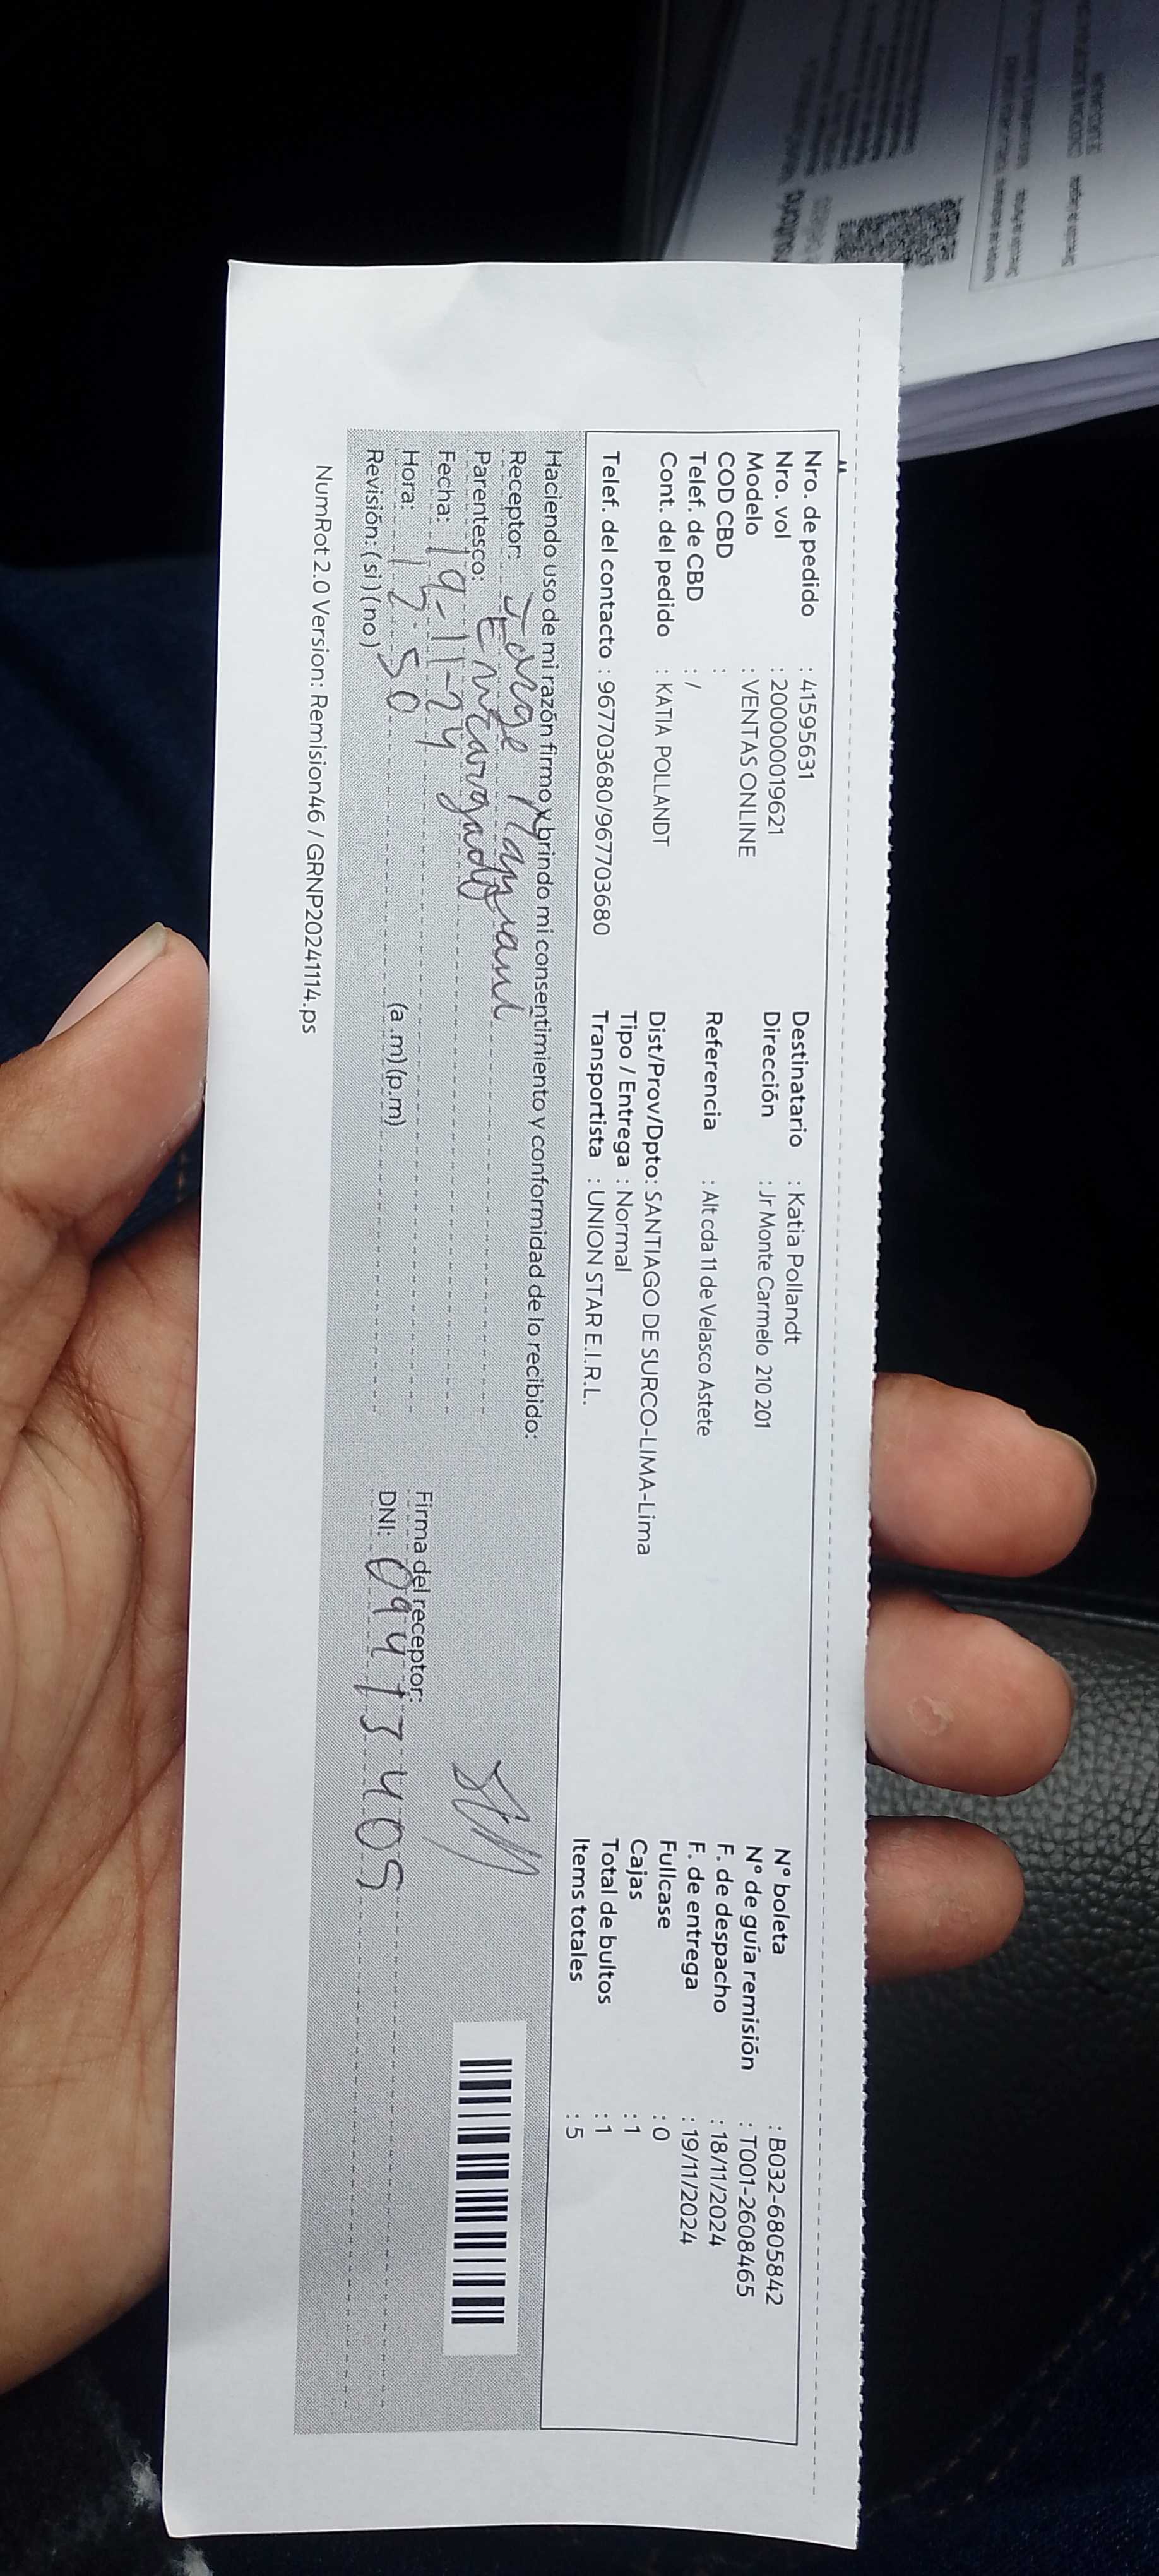 Nro. de pedido : 41595631
Nro. vol : 200000019621
Modelo : VENTAS ONLINE
COD CBD :
Telef. de CBD : /
Cont. del pedido : KATIA POLLANDT
Telef. del contacto : 967703680/967703680
Destinatario : Katia Pollandt
Dirección : Jr Monte Carmelo 210 201
Referencia : Alt cda 11 de Velasco Astete
Dist/Prov/Dpto: SANTIAGO DE SURCO-LIMA-Lima
Tipo / Entrega : Normal
Transportista : UNION STAR E.I.R.L.
N° boleta : B032-6805842
N° de guía remisión : T001-2608465
F. de despacho : 18/11/2024
F. de entrega : 19/11/2024
Fullcase : 0
Cajas : 1
Total de bultos : 1
Items totales : 5
Haciendo uso de mi razón firmo y brindo mi consentimiento y conformidad de lo recibido:
Receptor: Jorge
Parentesco: Encargado
Fecha: 19-11-24
Hora: 12:50 (a.m)(p.m)
Revisión: (si) (no)
Firma del receptor:
DNI: 09413405
NumRot 2.0 Version: Remision46 / GRNP20241114.ps